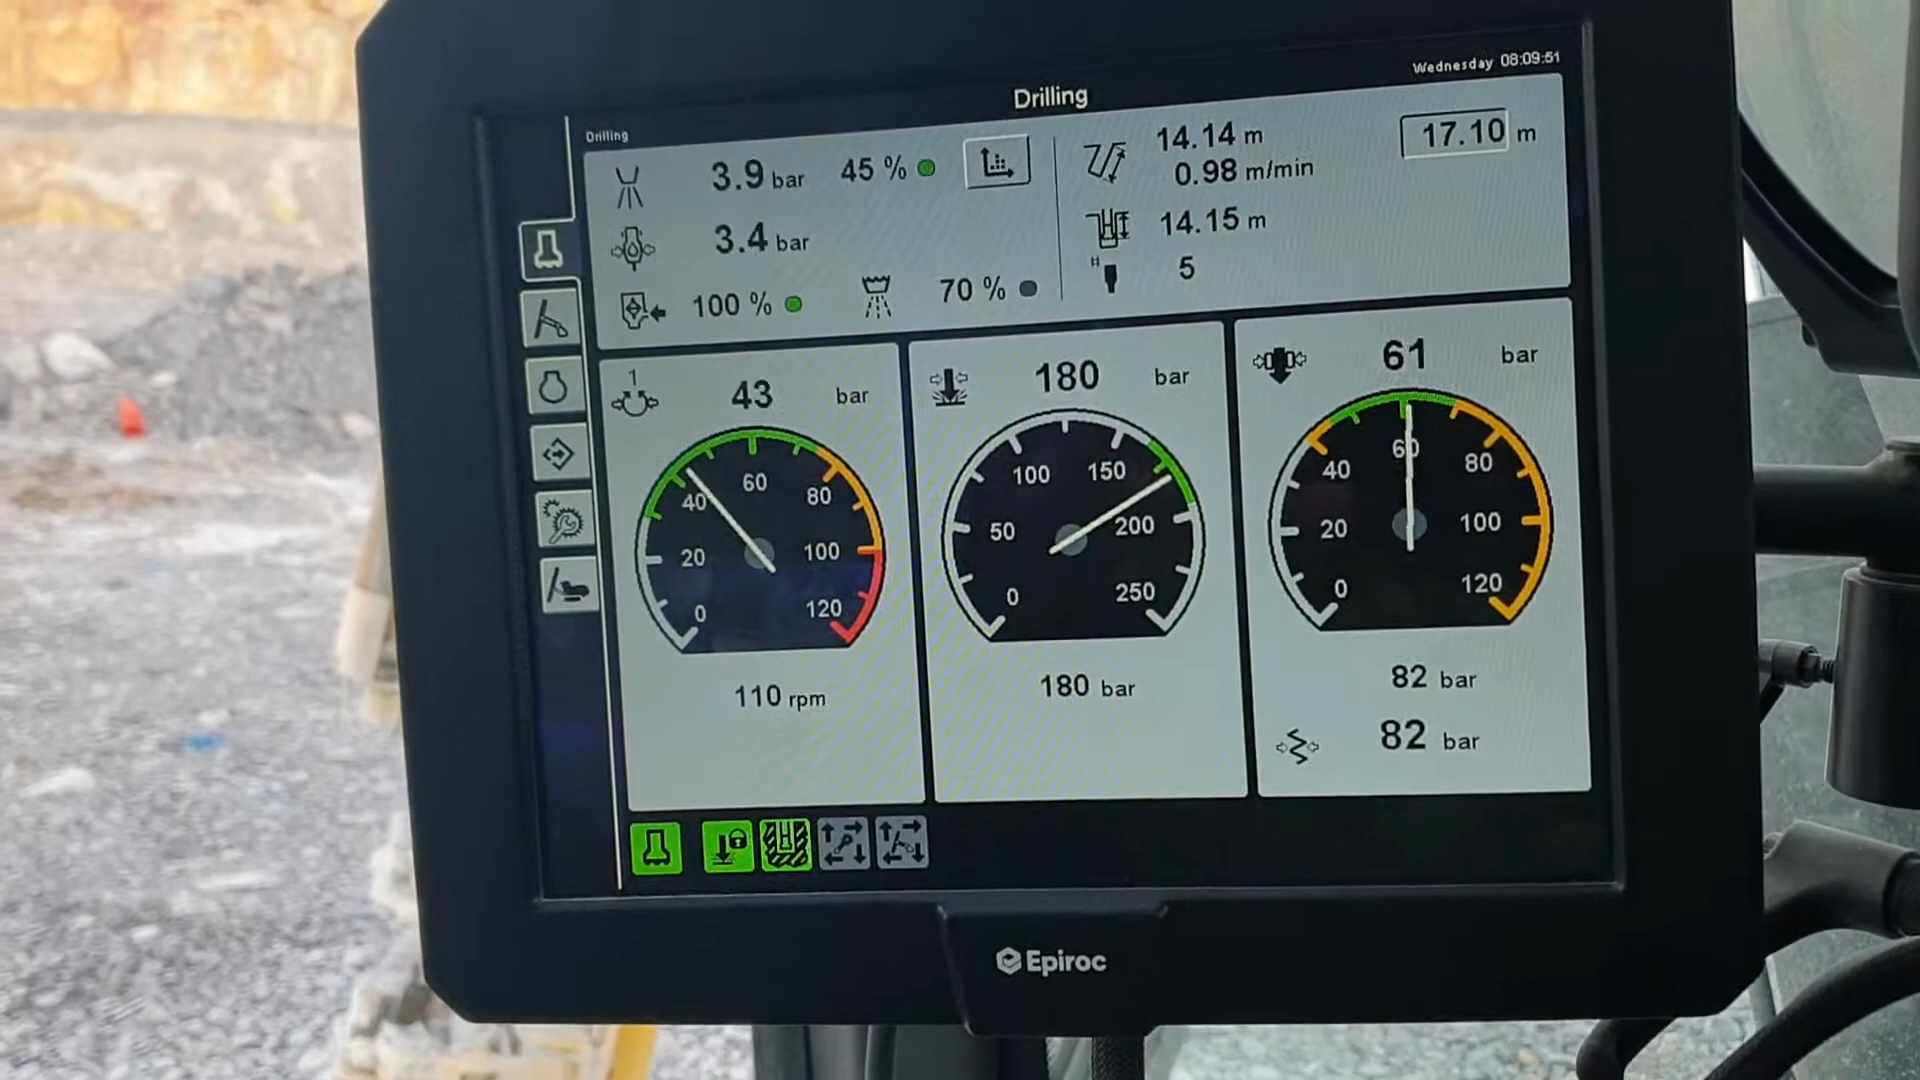 Wednesday 08:09:51
Drilling
Drilling
3.9 bar 45 %
14.14 m
17.10 m
0.98 m/min
3.4 bar
14.15 m
100 %
70 %
# 5
1
43 bar
0 20 40 60 80 100 120
110 rpm
180 bar
0 50 100 150 200 250
180 bar
61 bar
0 20 40 60 80 100 120
82 bar
82 bar
Epiroc